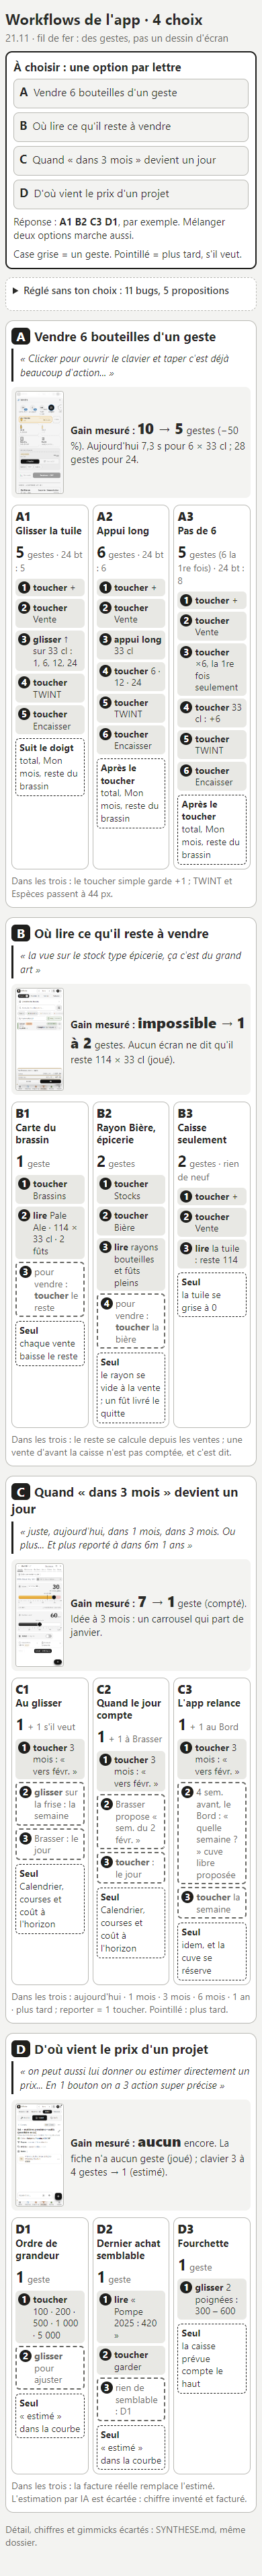 Workflows de l'app · 4 choix
21.11 · fil de fer : des gestes, pas un dessin d'écran
À choisir : une option par lettre
A Vendre 6 bouteilles d'un geste
B Où lire ce qu'il reste à vendre
C Quand « dans 3 mois » devient un jour
D D'où vient le prix d'un projet
Réponse : A1 B2 C3 D1, par exemple. Mélanger
deux options marche aussi.
Case grise = un geste. Pointillé = plus tard, s'il veut.
▶ Réglé sans ton choix : 11 bugs, 5 propositions
A Vendre 6 bouteilles d'un geste
« Clicker pour ouvrir le clavier et taper c'est déjà
beaucoup d'action... »
Gain mesuré : 10 → 5 gestes (−50
%). Aujourd'hui 7,3 s pour 6 × 33 cl ; 28
gestes pour 24.
A1
Glisser la tuile
5 gestes · 24 bt
: 5
1 toucher +
2 toucher
Vente
3 glisser ↑
sur 33 cl :
1, 6, 12, 24
4 toucher
TWINT
5 toucher
Encaisser
Suit le doigt
total, Mon
mois, reste du
brassin
A2
Appui long
6 gestes · 24 bt
: 6
1 toucher +
2 toucher
Vente
3 appui long
33 cl
4 toucher 6 ·
12 · 24
5 toucher
TWINT
6 toucher
Encaisser
Après le
toucher
total, Mon
mois, reste du
brassin
A3
Pas de 6
5 gestes (6 la
1re fois) · 24 bt :
8
1 toucher +
2 toucher
Vente
3 toucher
×6, la 1re
fois
seulement
4 toucher 33
cl : +6
5 toucher
TWINT
6 toucher
Encaisser
Après le
toucher
total, Mon
mois, reste du
brassin
Dans les trois : le toucher simple garde +1 : TWINT et
Espèces passent à 44 px.
B Où lire ce qu'il reste à vendre
« la vue sur le stock type épicerie, ça c'est du grand
art »
Gain mesuré : impossible → 1
à 2 gestes. Aucun écran ne dit qu'il
reste 114 × 33 cl (joué).
B1
Carte du
brassin
1 geste
1 toucher
Brassins
2 lire Pale
Ale · 114 ×
33 cl · 2
fûts
3 pour
vendre :
toucher le
reste
Seul
chaque vente
baisse le reste
B2
Rayon Bière,
épicerie
2 gestes
1 toucher
Stocks
2 toucher
Bière
3 lire rayons
bouteilles
et fûts
pleins
4 pour
vendre :
toucher la
bière
Seul
le rayon se
vide à la vente
; un fût livré le
quitte
B3
Caisse
seulement
2 gestes · rien
de neuf
1 toucher +
2 toucher
Vente
3 lire la tuile
: reste 114
Seul
la tuile se
grise à 0
Dans les trois : le reste se calcule depuis les ventes ; une
vente d'avant la caisse n'est pas comptée, et c'est dit.
C Quand « dans 3 mois » devient un
jour
« juste, aujourd'hui, dans 1 mois, dans 3 mois. Ou
plus... Et plus reporté à dans 6m 1 ans »
Gain mesuré : 7 → 1 geste (compté).
Idée à 3 mois : un carrousel qui part de
janvier.
C1
Au glisser
1 + 1 s'il veut
1 toucher 3
mois : «
vers févr. »
2 glisser sur
la frise : la
semaine
3 Brasser : le
jour
Seul
Calendrier,
courses et
coût à
l'horizon
C2
Quand le jour
compte
1 + 1 à Brasser
1 toucher 3
mois : «
vers févr. »
2 Brasser
propose «
sem. du 2
févr. »
3 toucher :
le jour
Seul
Calendrier,
courses et
coût à
l'horizon
C3
L'app relance
1 + 1 au Bord
1 toucher 3
mois : «
vers févr. »
2 4 sem.
avant, le
Bord : «
quelle
semaine ?
» cuve
libre
proposée
3 toucher la
semaine
Seul
idem, et la
cuve se
réserve
Dans les trois : aujourd'hui · 1 mois · 3 mois · 6 mois · 1 an
· plus tard ; reporter = 1 toucher. Pointillé : plus tard.
D D'où vient le prix d'un projet
« on peut aussi lui donner ou estimer directement un
prix... En 1 bouton on a 3 action super précise »
Gain mesuré : aucun encore. La
fiche n'a aucun geste (joué) ; clavier 3 à
4 gestes → 1 (estimé).
D1
Ordre de
grandeur
1 geste
1 toucher
100 · 200 ·
500 · 1 000
· 5 000
2 glisser
pour
ajuster
Seul
« estimé »
dans la courbe
D2
Dernier achat
semblable
1 geste
1 lire «
Pompe
2025 : 420
»
2 toucher
garder
3 rien de
semblable
: D1
Seul
« estimé »
dans la courbe
D3
Fourchette
1 geste
1 glisser 2
poignées :
300 – 600
Seul
la caisse
prévue
compte le
haut
Dans les trois : la facture réelle remplace l'estimé.
L'estimation par IA est écartée : chiffre inventé et facturé.
Détail, chiffres et gimmicks écartés : SYNTHESE.md, même
dossier.